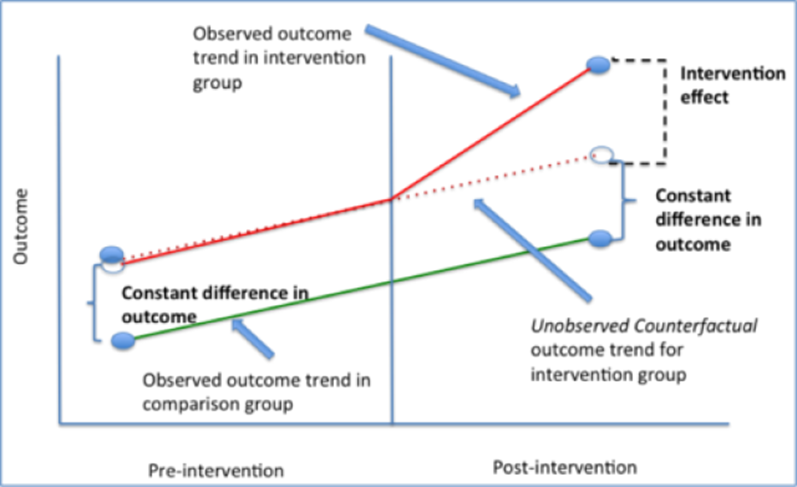 Observed outcome
trend in intervention
group
Intervention
effect
Outcome
Constant
difference in
outcome
Constant difference in
outcome
Unobserved Counterfactual
outcome trend for
intervention group
Observed outcome trend in
comparison group
Pre-intervention
Post-intervention